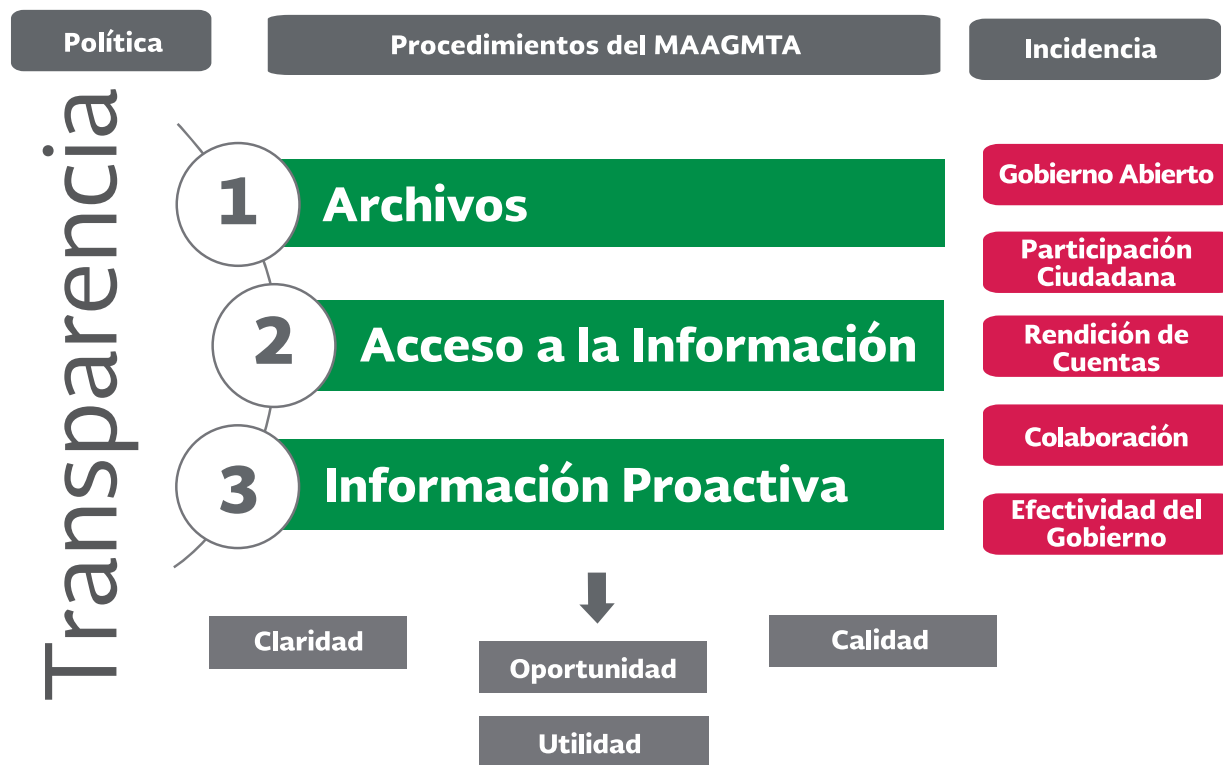 Política
Procedimientos del MAAGMTA
Incidencia
Transparencia
1
Archivos
2
Acceso a la Información
3
Información Proactiva
Gobierno Abierto
Participación
Ciudadana
Rendición de
Cuentas
Colaboración
Efectividad del
Gobierno
Claridad
Oportunidad
Calidad
Utilidad